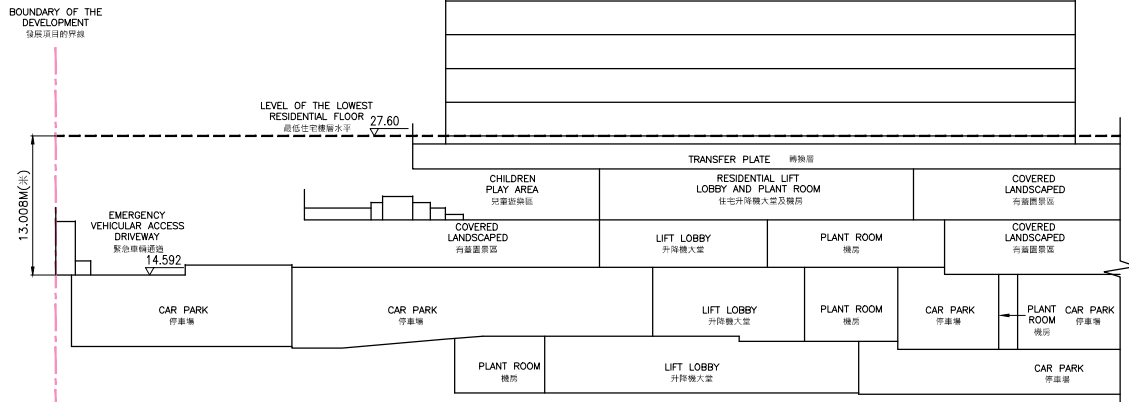 BOUNDARY OF THE
DEVELOPMENT
發展項目的界線
LEVEL OF THE LOWEST
RESIDENTIAL FLOOR
最低住宅樓層水平
27.60
13.008M(米)
TRANSFER PLATE 轉換層
CHILDREN
PLAY AREA
兒童遊樂區
RESIDENTIAL LIFT
LOBBY AND PLANT ROOM
住宅升降機大堂及機房
COVERED
LANDSCAPED
有蓋園景區
EMERGENCY
VEHICULAR ACCESS
DRIVEWAY
緊急車輛通道
14.592
COVERED
LANDSCAPED
有蓋園景區
LIFT LOBBY
升降機大堂
PLANT ROOM
機房
COVERED
LANDSCAPED
有蓋園景區
CAR PARK
停車場
CAR PARK
停車場
LIFT LOBBY
升降機大堂
PLANT ROOM
機房
CAR PARK
停車場
PLANT
ROOM
機房
CAR PARK
停車場
PLANT ROOM
機房
LIFT LOBBY
升降機大堂
CAR PARK
停車場